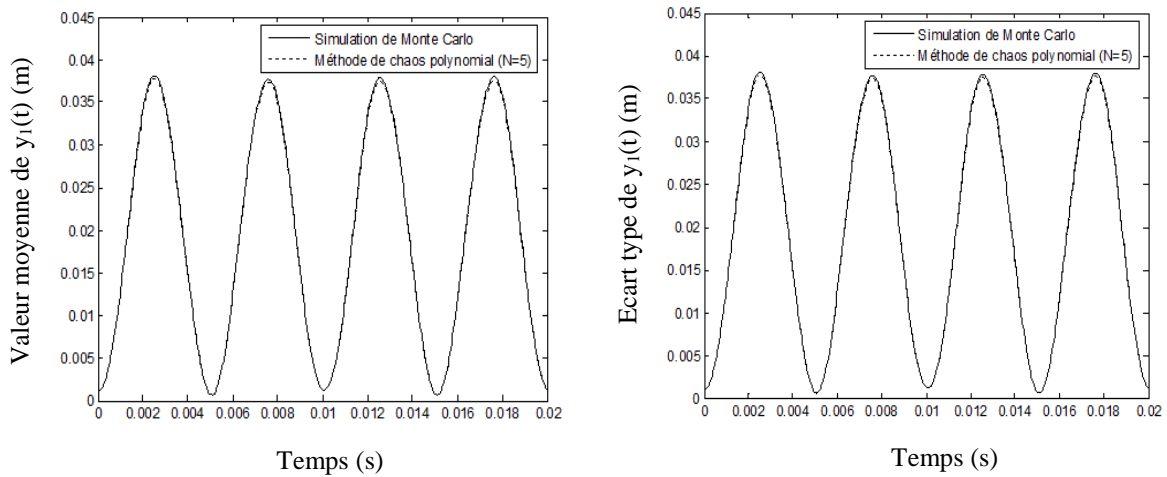 Valeur moyenne de y1(t) (m)
0.045
0.04
0.035
0.03
0.025
0.02
0.015
0.01
0.005
0
Simulation de Monte Carlo
Méthode de chaos polynomial (N=5)
0 0.002 0.004 0.006 0.008 0.01 0.012 0.014 0.016 0.018 0.02
Temps (s)
Ecart type de y1(t) (m)
0.045
0.04
0.035
0.03
0.025
0.02
0.015
0.01
0.005
0
Simulation de Monte Carlo
Méthode de chaos polynomial (N=5)
0 0.002 0.004 0.006 0.008 0.01 0.012 0.014 0.016 0.018 0.02
Temps (s)